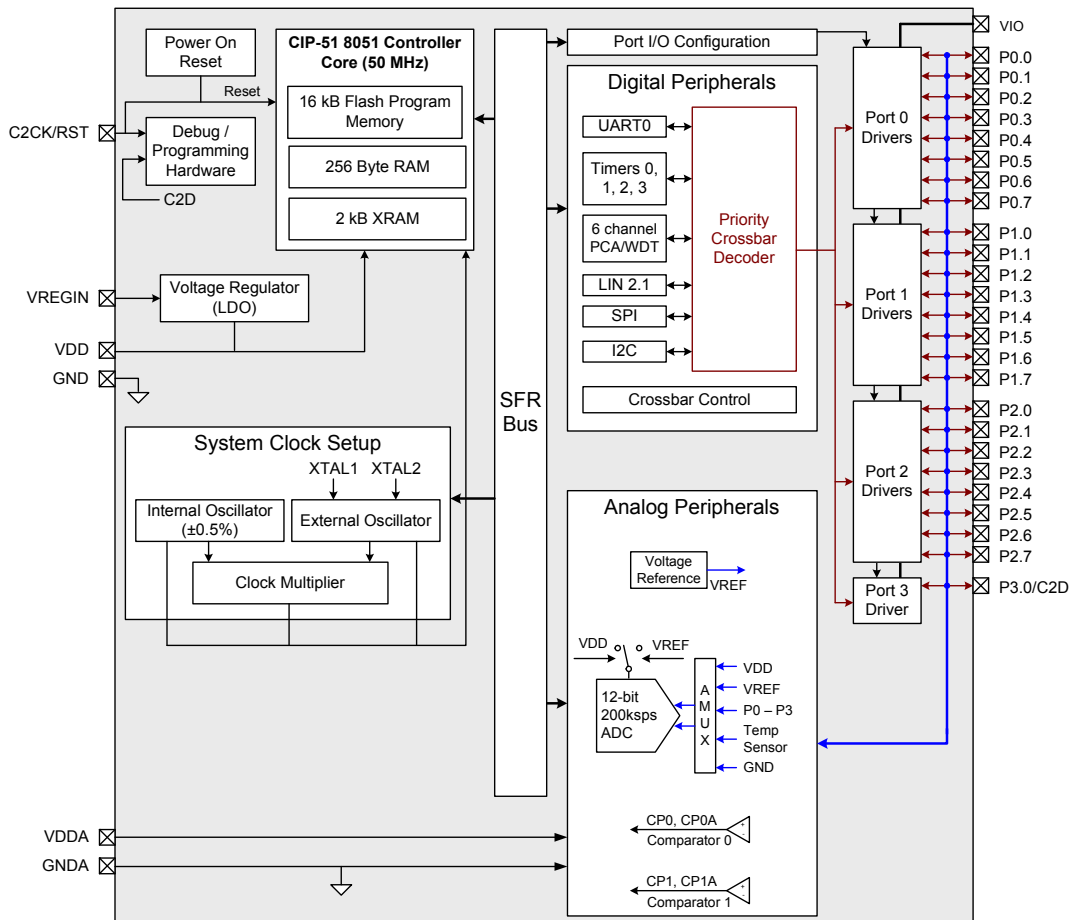 Power On
Reset
Reset
C2CK/RST
Debug /
Programming
Hardware
C2D
CIP-51 8051 Controller
Core (50 MHz)
16 kB Flash Program
Memory
256 Byte RAM
2 kB XRAM
VREGIN
Voltage Regulator
(LDO)
VDD
GND
System Clock Setup
XTAL1
XTAL2
Internal Oscillator
(±0.5%)
External Oscillator
Clock Multiplier
VDDA
GNDA
SFR
Bus
Port I/O Configuration
Digital Peripherals
UART0
Timers 0,
1, 2, 3
6 channel
PCA/WDT
LIN 2.1
SPI
I2C
Priority
Crossbar
Decoder
Crossbar Control
Analog Peripherals
Voltage
Reference
VREF
VDD
VREF
12-bit
200ksps
ADC
A
M
U
X
VDD
VREF
P0 – P3
Temp
Sensor
GND
CP0, CP0A
+
-
Comparator 0
CP1, CP1A
+
-
Comparator 1
Port 0
Drivers
Port 1
Drivers
Port 2
Drivers
Port 3
Driver
VIO
P0.0
P0.1
P0.2
P0.3
P0.4
P0.5
P0.6
P0.7
P1.0
P1.1
P1.2
P1.3
P1.4
P1.5
P1.6
P1.7
P2.0
P2.1
P2.2
P2.3
P2.4
P2.5
P2.6
P2.7
P3.0/C2D